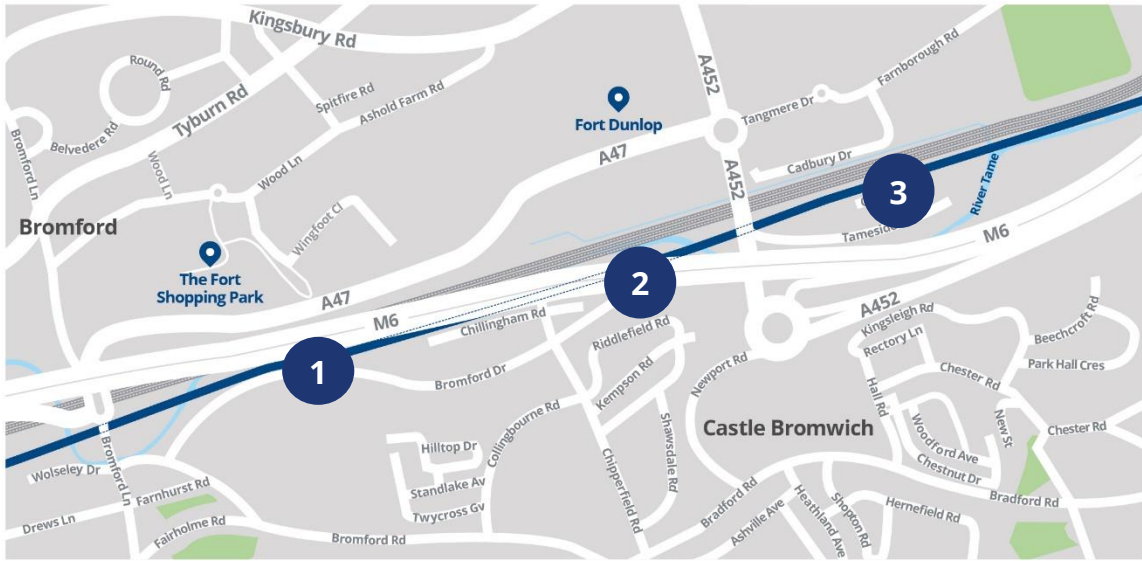 Kingsbury Rd
A452
Farnborough Rd
Round Rd
Spitfire Rd
Ashold Farm Rd
Tyburn Rd
Fort Dunlop
Tangmere Dr
Belvedere Rd
Bromford Ln
Wood Ln
Wood Ln
A47
Cadbury Dr
A452
3
River Tame
Bromford
Wingfoot Cl
Tameside
M6
The Fort
Shopping Park
2
A47
M6
Chillingham Rd
Riddlefield Rd
A452
Kingsleigh Rd
Rectory Ln
Beechcroft Rd
Park Hall Cres
1
Bromford Dr
Kempson Rd
Newport Rd
Chester Rd
Hall Rd
Collingbourne Rd
Shawsdale Rd
Castle Bromwich
Woodford Ave
New St
Chester Rd
Hilltop Dr
Chipperfield Rd
Bromford Ln
Wolseley Dr
Standlake Av
Chestnut Dr
Farnhurst Rd
Twycross Gv
Bradford Rd
Bradford Rd
Drews Ln
Fairholme Rd
Bromford Rd
Ashville Ave
Heathland Ave
Shopton Rd
Hernefield Rd